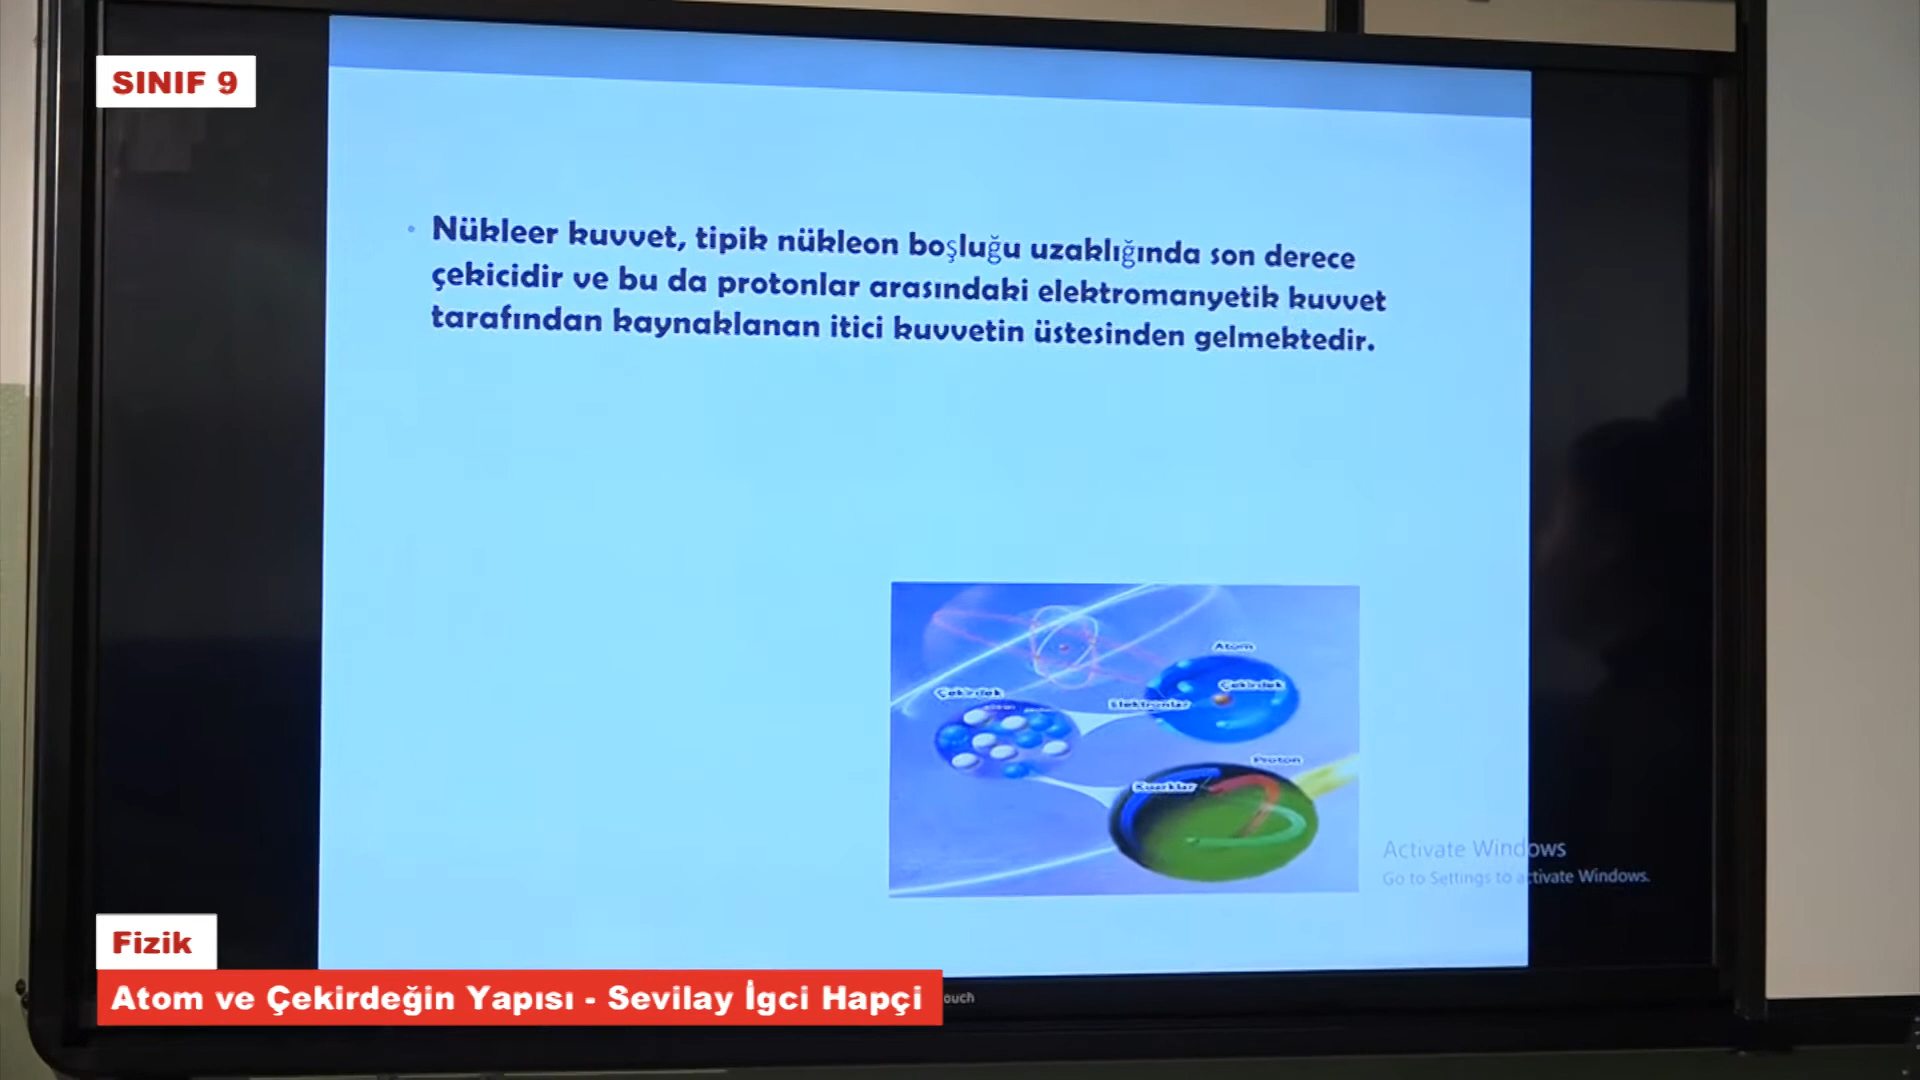 SINIF 9
• Nükleer kuvvet, tipik nükleon boşluğu uzaklığında son derece
çekicidir ve bu da protonlar arasındaki elektromanyetik kuvvet
tarafından kaynaklanan itici kuvvetin üstesinden gelmektedir.
Atom
Çekirdek
Çekirdek
Elektronlar
Proton
Kuarklar
Activate Windows
Go to Settings to activate Windows.
Fizik
Atom ve Çekirdeğin Yapısı - Sevilay İgci Hapçi